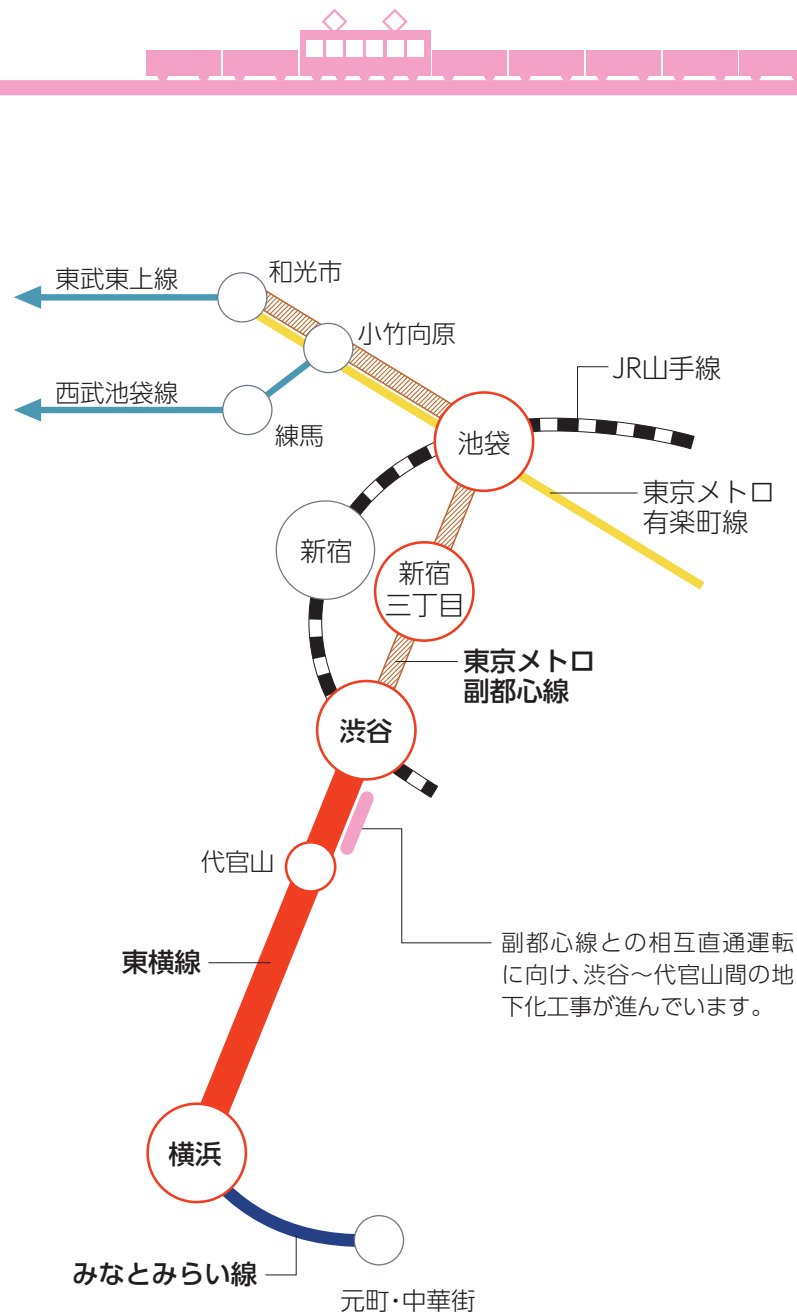 東武東上線
和光市
小竹向原
西武池袋線
練馬
JR山手線
池袋
東京メトロ
有楽町線
新宿
新宿
三丁目
東京メトロ
副都心線
渋谷
代官山
東横線
副都心線との相互直通運転
に向け、渋谷〜代官山間の地
下化工事が進んでいます。
横浜
みなとみらい線
元町・中華街